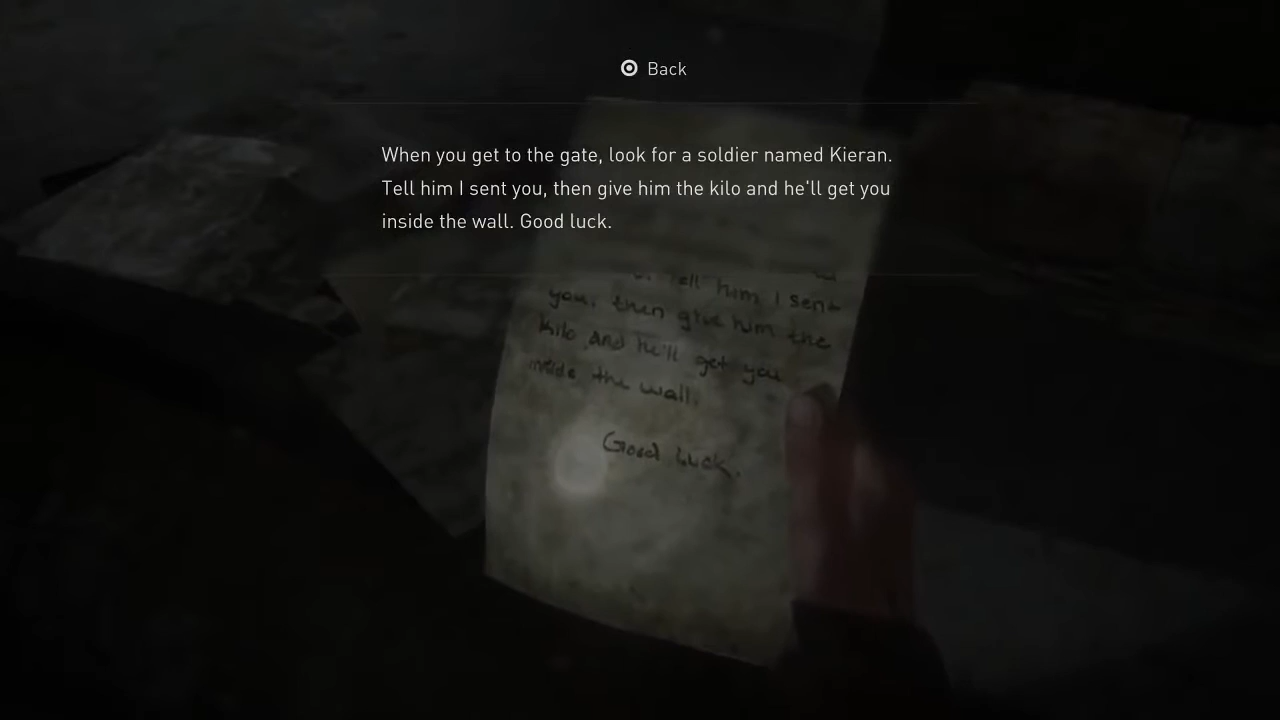 Back
When you get to the gate, look for a soldier named Kieran.
Tell him I sent you, then give him the kilo and he'll get you
inside the wall. Good luck.
Tell him I sent
you, then give him the
kilo and he'll get you
inside the wall.
Good Luck.